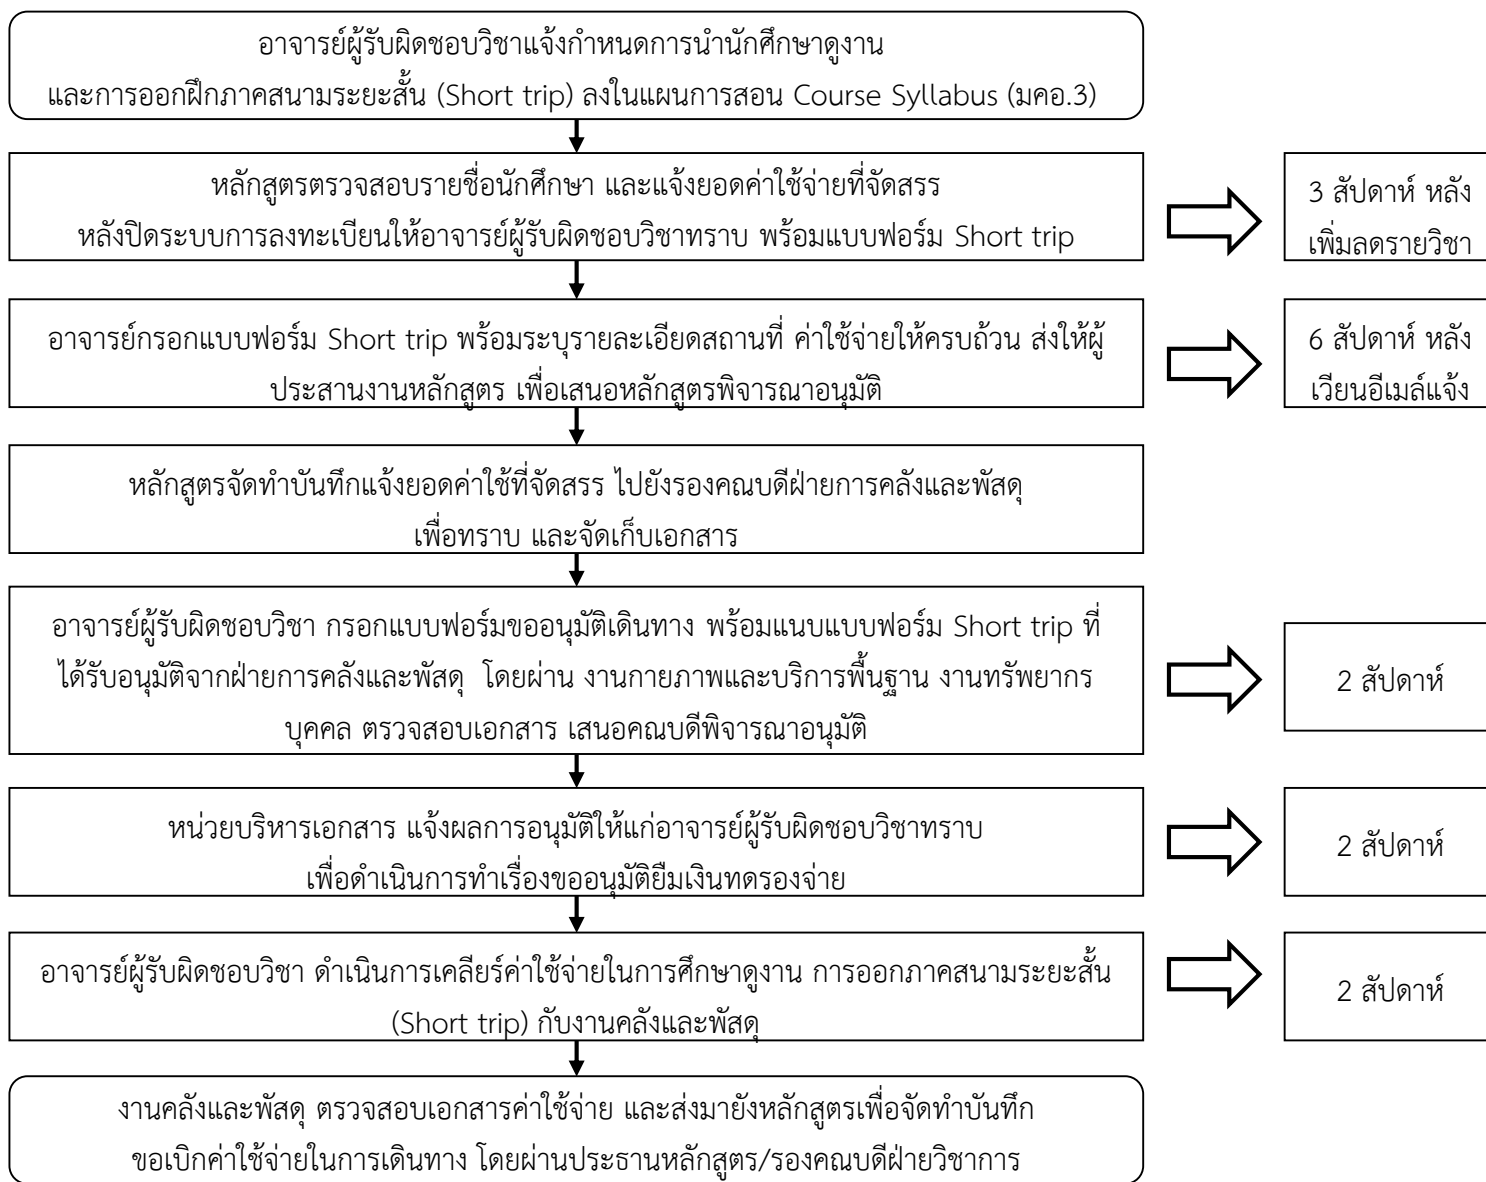 อาจารย์ผู้รับผิดชอบวิชาแจ้งกำหนดการนำนักศึกษาดูงาน
และการออกฝึกภาคสนามระยะสั้น (Short trip) ลงในแผนการสอน Course Syllabus (มคอ.3)
หลักสูตรตรวจสอบรายชื่อนักศึกษา และแจ้งยอดค่าใช้จ่ายที่จัดสรร
หลังปิดระบบการลงทะเบียนให้อาจารย์ผู้รับผิดชอบวิชาทราบ พร้อมแบบฟอร์ม Short trip
3 สัปดาห์ หลัง
เพิ่มลดรายวิชา
อาจารย์กรอกแบบฟอร์ม Short trip พร้อมระบุรายละเอียดสถานที่ ค่าใช้จ่ายให้ครบถ้วน ส่งให้ผู้
ประสานงานหลักสูตร เพื่อเสนอหลักสูตรพิจารณาอนุมัติ
6 สัปดาห์ หลัง
เวียนอีเมล์แจ้ง
หลักสูตรจัดทำบันทึกแจ้งยอดค่าใช้ที่จัดสรร ไปยังรองคณบดีฝ่ายการคลังและพัสดุ
เพื่อทราบ และจัดเก็บเอกสาร
อาจารย์ผู้รับผิดชอบวิชา กรอกแบบฟอร์มขออนุมัติเดินทาง พร้อมแนบแบบฟอร์ม Short trip ที่
ได้รับอนุมัติจากฝ่ายการคลังและพัสดุ โดยผ่าน งานกายภาพและบริการพื้นฐาน งานทรัพยากร
บุคคล ตรวจสอบเอกสาร เสนอคณบดีพิจารณาอนุมัติ
2 สัปดาห์
หน่วยบริหารเอกสาร แจ้งผลการอนุมัติให้แก่อาจารย์ผู้รับผิดชอบวิชาทราบ
เพื่อดำเนินการทำเรื่องขออนุมัติยืมเงินทดรองจ่าย
2 สัปดาห์
อาจารย์ผู้รับผิดชอบวิชา ดำเนินการเคลียร์ค่าใช้จ่ายในการศึกษาดูงาน การออกภาคสนามระยะสั้น
(Short trip) กับงานคลังและพัสดุ
2 สัปดาห์
งานคลังและพัสดุ ตรวจสอบเอกสารค่าใช้จ่าย และส่งมายังหลักสูตรเพื่อจัดทำบันทึก
ขอเบิกค่าใช้จ่ายในการเดินทาง โดยผ่านประธานหลักสูตร/รองคณบดีฝ่ายวิชาการ